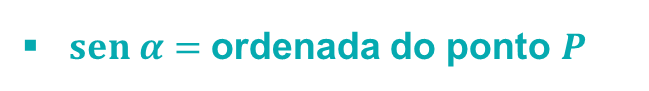 ▪ sen α = ordenada do ponto P